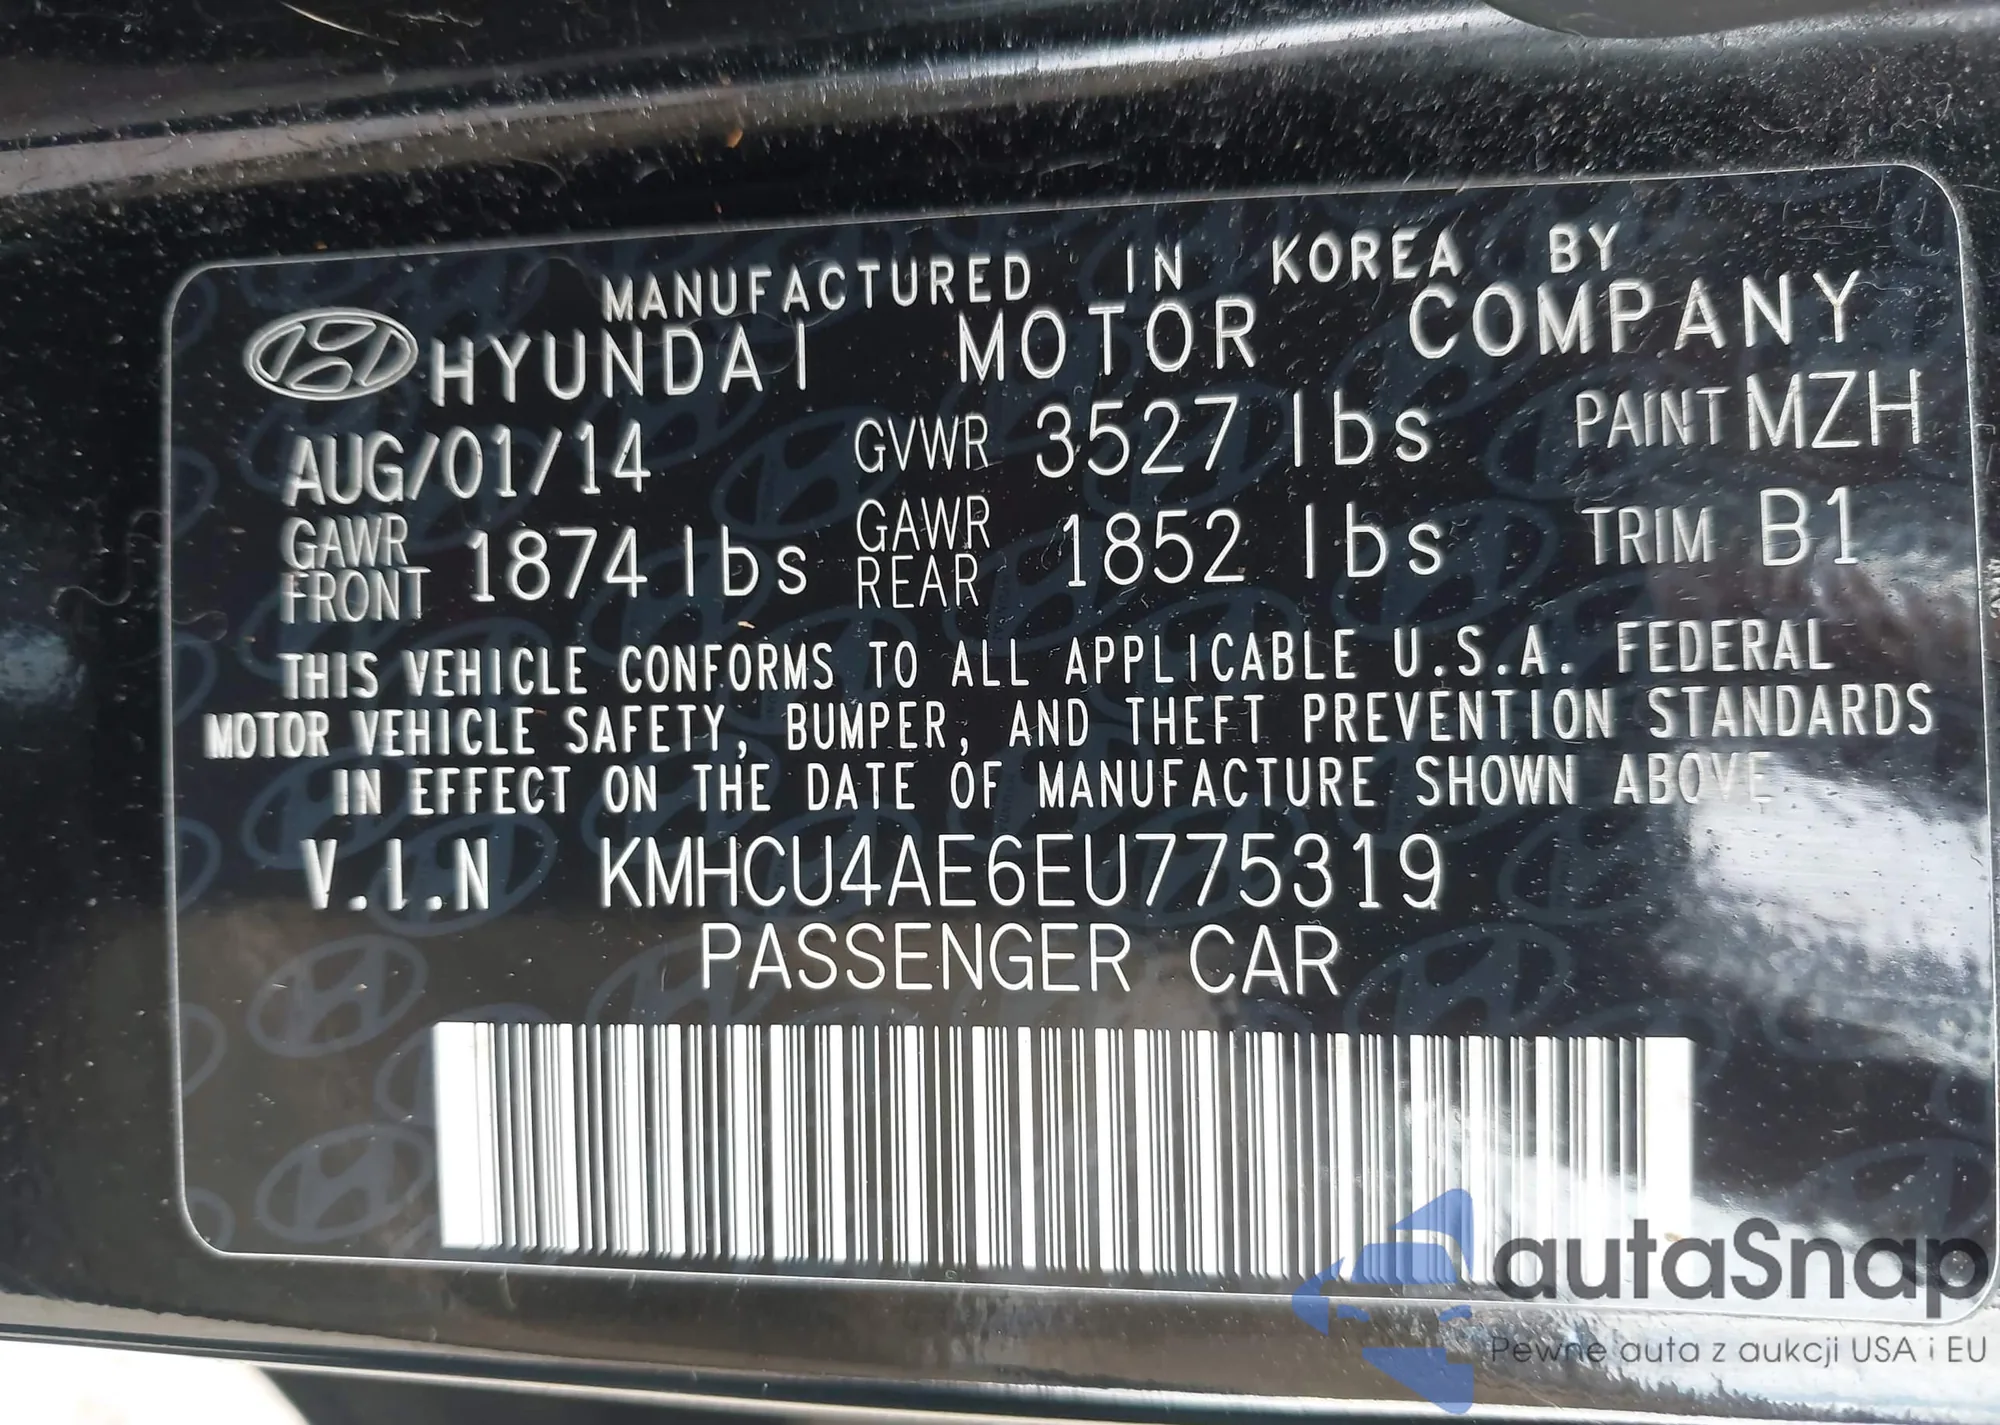 MANUFACTURED IN KOREA BY
HYUNDAI MOTOR COMPANY
AUG/01/14 GVWR 3527 lbs PAINT MZH
GAWR FRONT 1874 lbs GAWR REAR 1852 lbs TRIM B1
THIS VEHICLE CONFORMS TO ALL APPLICABLE U.S.A. FEDERAL
MOTOR VEHICLE SAFETY, BUMPER, AND THEFT PREVENTION STANDARDS
IN EFFECT ON THE DATE OF MANUFACTURE SHOWN ABOVE
V.I.N KMHCU4AE6EU775319
PASSENGER CAR
autaSnap
Pewne auta z aukcji USA i EU